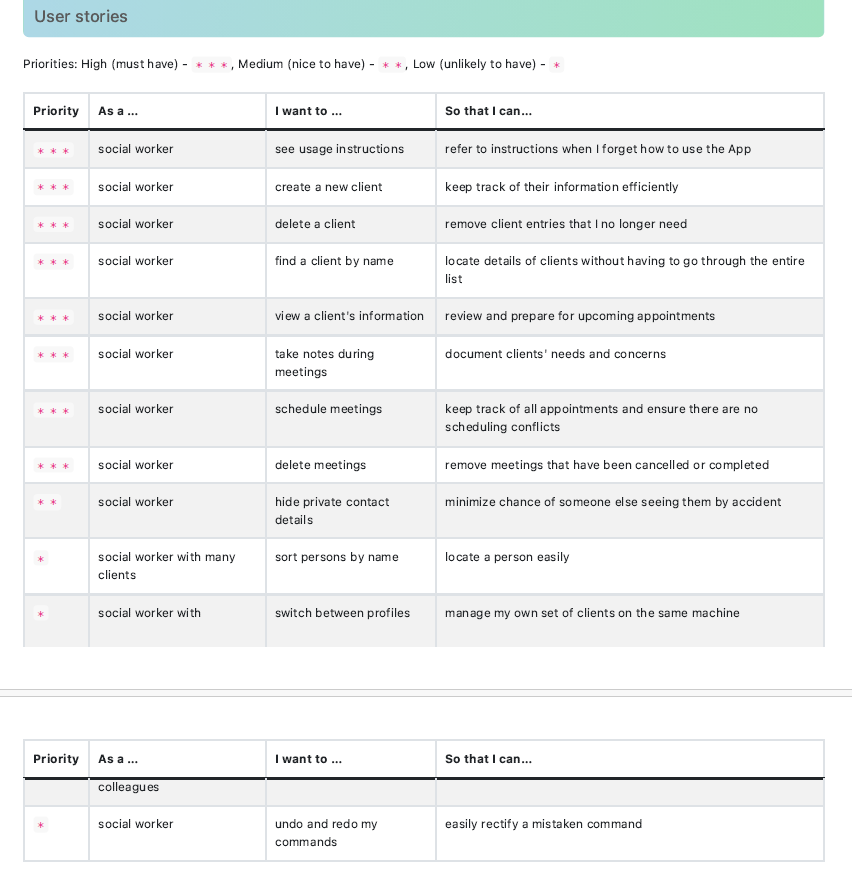 User stories
Priorities: High (must have) - * * *, Medium (nice to have) - * *, Low (unlikely to have) - *
Priority As a ... I want to ... So that I can...
* * * social worker see usage instructions refer to instructions when I forget how to use the App
* * * social worker create a new client keep track of their information efficiently
* * * social worker delete a client remove client entries that I no longer need
* * * social worker find a client by name locate details of clients without having to go through the entire
list
* * * social worker view a client's information review and prepare for upcoming appointments
* * * social worker take notes during document clients' needs and concerns
meetings
* * * social worker schedule meetings keep track of all appointments and ensure there are no
scheduling conflicts
* * * social worker delete meetings remove meetings that have been cancelled or completed
* * social worker hide private contact minimize chance of someone else seeing them by accident
details
* social worker with many sort persons by name locate a person easily
clients
* social worker with switch between profiles manage my own set of clients on the same machine
Priority As a ... I want to ... So that I can...
colleagues
* social worker undo and redo my easily rectify a mistaken command
commands